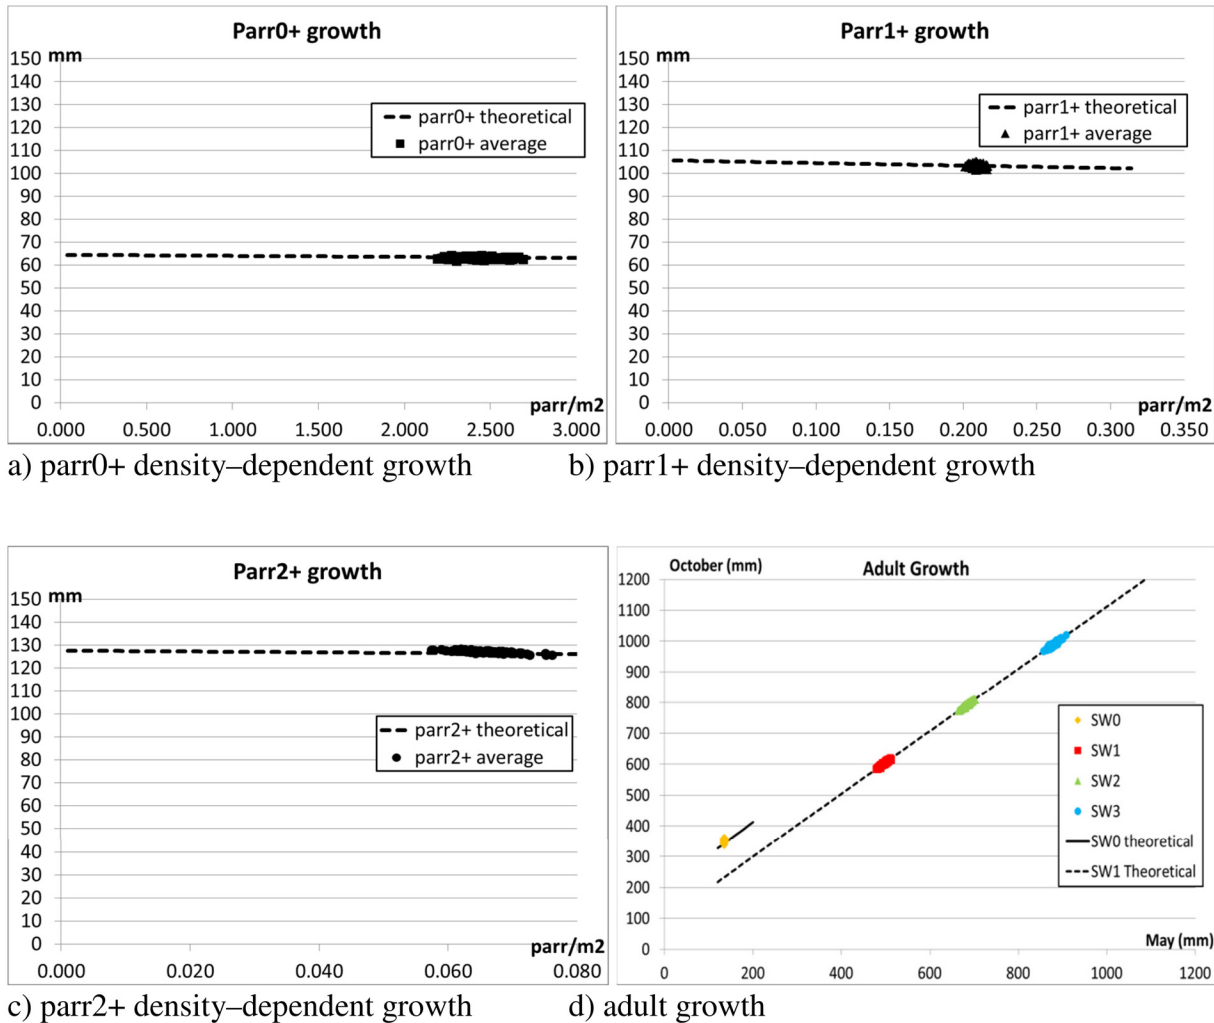 Parr0+ growth
mm
150
140
130
120
110
100
90
80
70
60
50
40
30
20
10
0
parr0+ theoretical
parr0+ average
parr/m2
0.000 0.500 1.000 1.500 2.000 2.500 3.000
Parr1+ growth
mm
150
140
130
120
110
100
90
80
70
60
50
40
30
20
10
0
parr1+ theoretical
parr1+ average
parr/m2
0.000 0.050 0.100 0.150 0.200 0.250 0.300 0.350
a) parr0+ density–dependent growth
b) parr1+ density–dependent growth
Parr2+ growth
mm
150
140
130
120
110
100
90
80
70
60
50
40
30
20
10
0
parr2+ theoretical
parr2+ average
parr/m2
0.000 0.020 0.040 0.060 0.080
October (mm)
Adult Growth
1200
1100
1000
900
800
700
600
500
400
300
200
100
0
SW0
SW1
SW2
SW3
SW0 theoretical
SW1 Theoretical
May (mm)
0 200 400 600 800 1000 1200
c) parr2+ density–dependent growth
d) adult growth